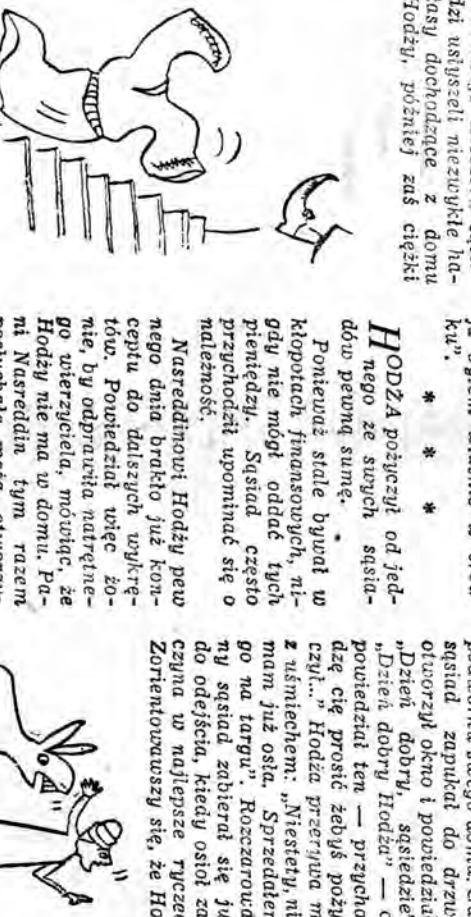 dzi usłyszeli niezwykłe ha-
łasy dochodzące z domu
Hodży, później zaś ciężki
ku”.
* * *
HODŻA pożyczył od jed-
nego ze swych sąsia-
dów pewną sumę.
Ponieważ stale bywał w
kłopotach finansowych, ni-
gdy nie mógł oddać tych
pieniędzy. Sąsiad często
przychodził upominać się o
należność.
Nasreddinowi Hodży pew
nego dnia brakło już kon-
ceptu do dalszych wykrę-
tów. Powiedział więc żo-
nie, by odprawiła natrętne-
go wierzyciela, mówiąc, że
Hodży nie ma w domu. Pa-
ni Nasreddin tym razem
sąsiad zapukał do drzwi
otworzył okno i powiedział
„Dzień dobry, sąsiedzie
„Dzień dobry Hodża” — o
powiedział ten — przycho
dzę cię prosić żebyś poży
czył...” Hodża przerywa m
z uśmiechem: „Niestety, ni
mam już osła. Sprzedałem
go na targu”. Rozczarowa
ny sąsiad zabierał się ju
do odejścia, kiedy osioł za
czyna w najlepsze ryczeć
Zorientowawszy się, że Ho